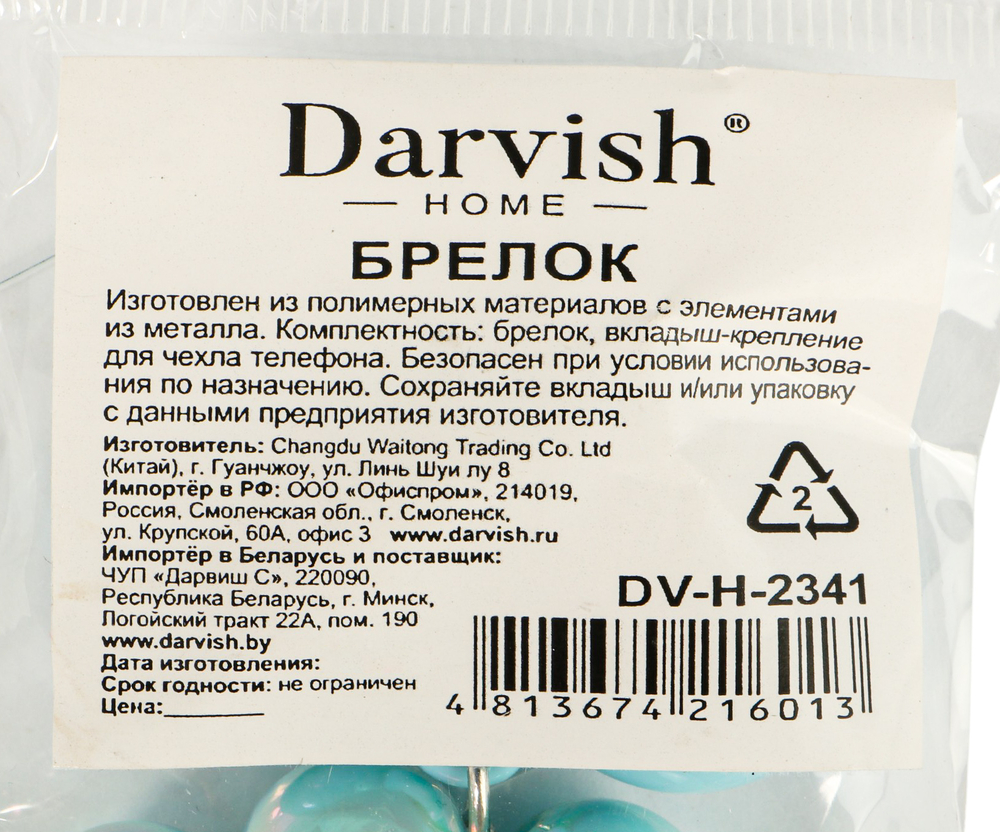 Darvish®
— HOME —
БРЕЛОК
Изготовлен из полимерных материалов с элементами
из металла. Комплектность: брелок, вкладыш-крепление
для чехла телефона. Безопасен при условии использова-
ния по назначению. Сохраняйте вкладыш и/или упаковку
с данными предприятия изготовителя.
Изготовитель: Changdu Waitong Trading Co. Ltd
(Китай), г. Гуанчжоу, ул. Линь Шуи лу 8
Импортёр в РФ: ООО «Офиспром», 214019,
Россия, Смоленская обл., г. Смоленск,
ул. Крупской, 60А, офис 3 www.darvish.ru
Импортёр в Беларусь и поставщик:
ЧУП «Дарвиш С», 220090,
Республика Беларусь, г. Минск,
Логойский тракт 22А, пом. 190
www.darvish.by
Дата изготовления:
Срок годности: не ограничен
Цена:_________
2
DV-H-2341
4 813674 216013